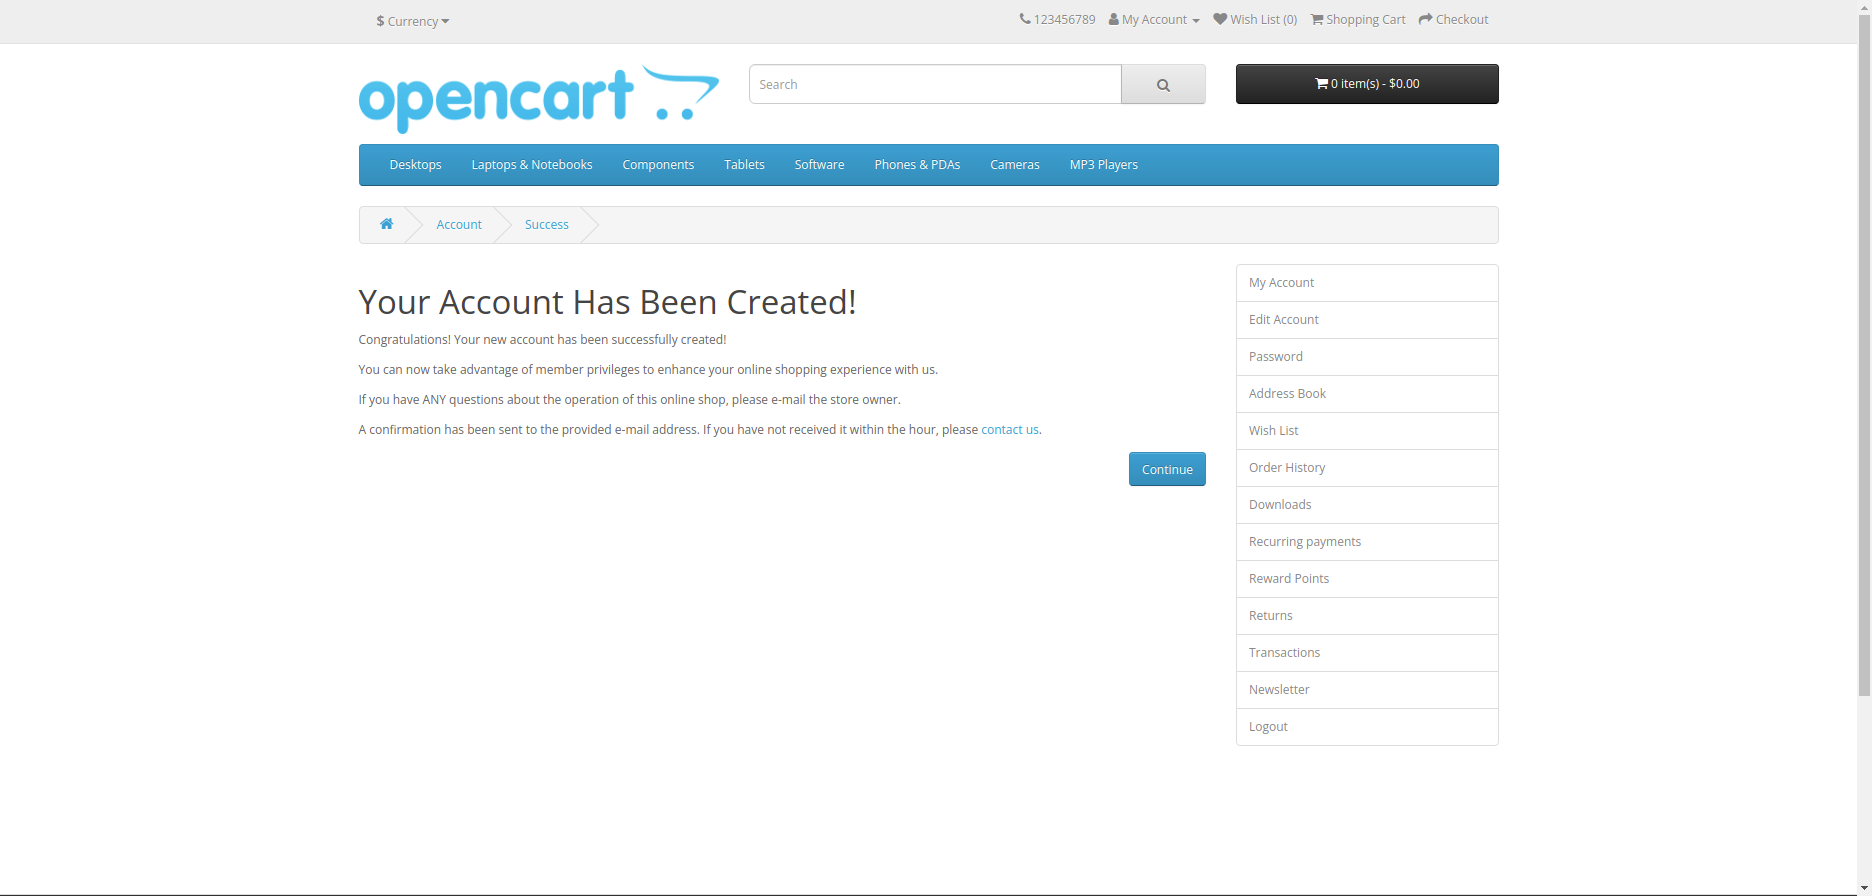 $ Currency
123456789 My Account Wish List (0) Shopping Cart Checkout
opencart
Search
0 item(s) - $0.00
Desktops Laptops & Notebooks Components Tablets Software Phones & PDAs Cameras MP3 Players
Account Success
Your Account Has Been Created!
Congratulations! Your new account has been successfully created!
You can now take advantage of member privileges to enhance your online shopping experience with us.
If you have ANY questions about the operation of this online shop, please e-mail the store owner.
A confirmation has been sent to the provided e-mail address. If you have not received it within the hour, please contact us.
Continue
My Account
Edit Account
Password
Address Book
Wish List
Order History
Downloads
Recurring payments
Reward Points
Returns
Transactions
Newsletter
Logout